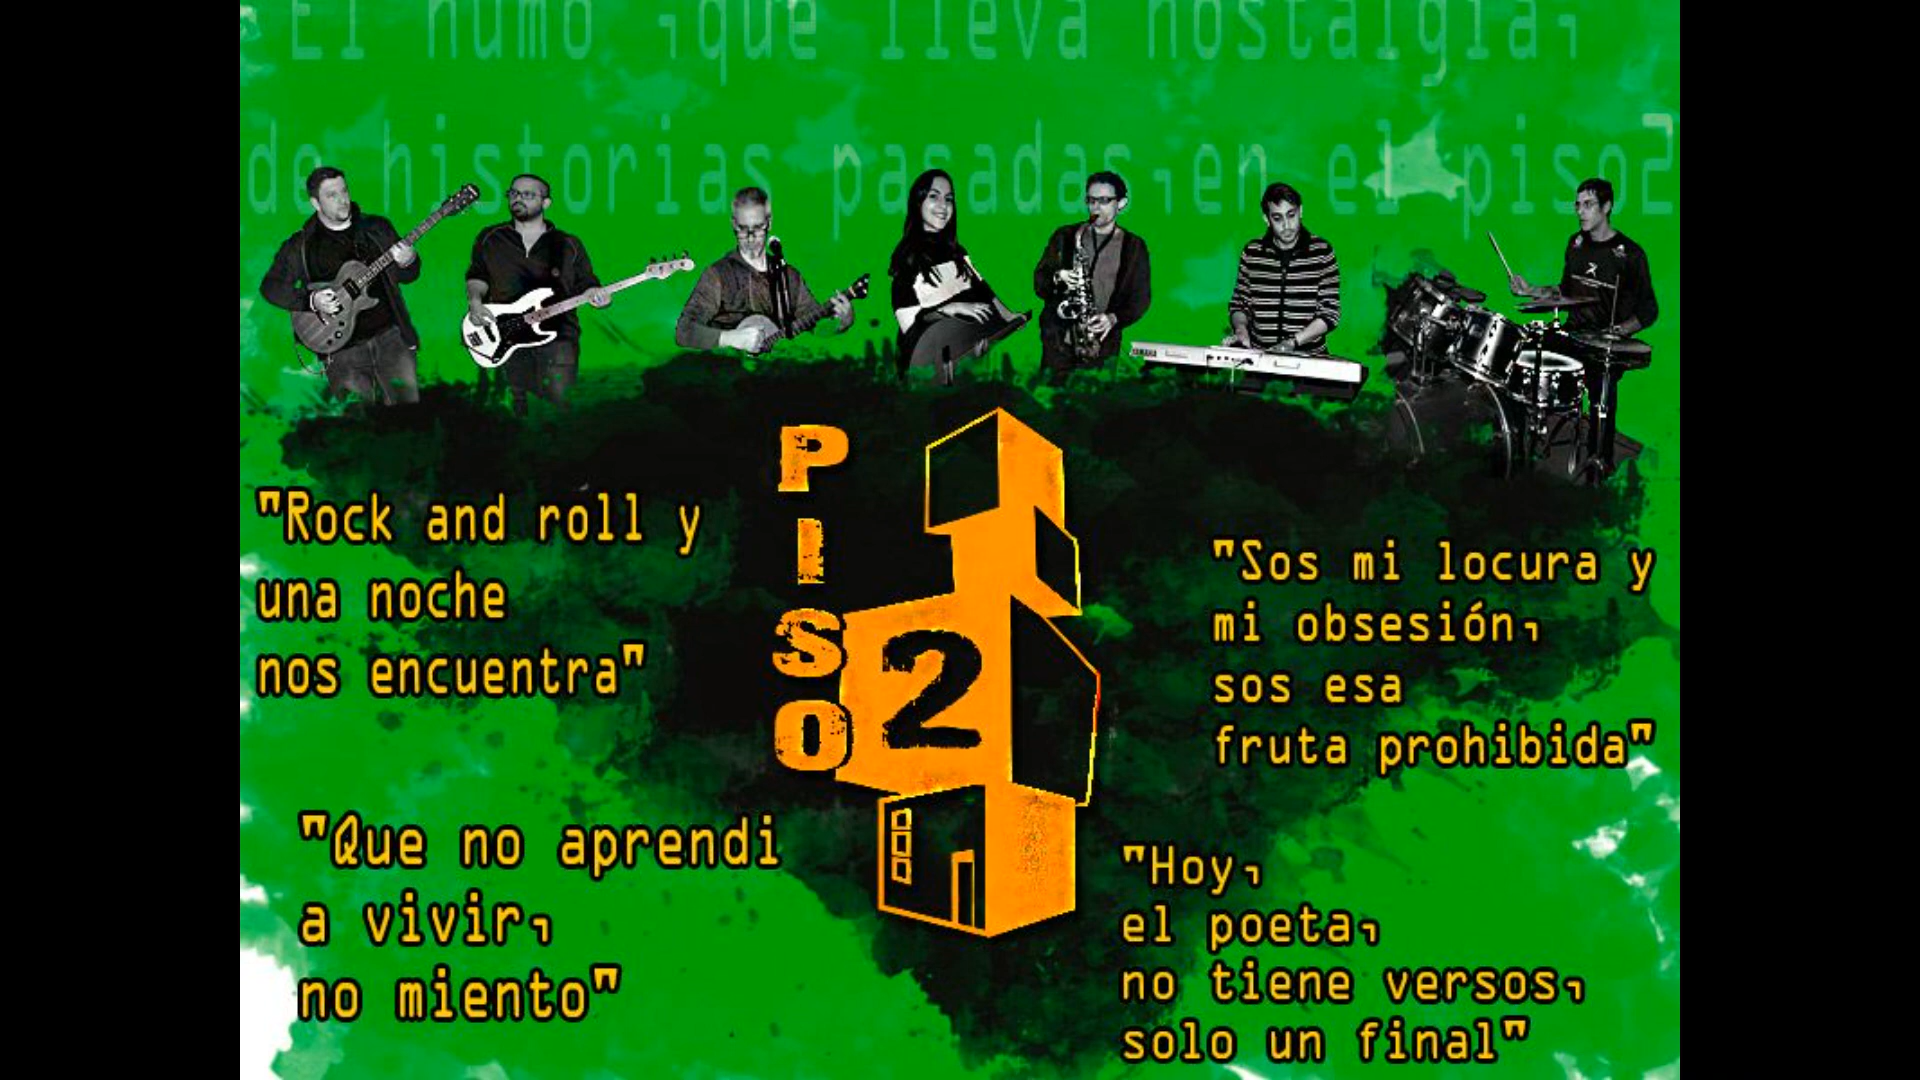 El humo ,que lleva nostalgia,
de historias pasadas,en el piso2
PISO
2
"Rock and roll y
una noche
nos encuentra"
"Sos mi locura y
mi obsesión,
sos esa
fruta prohibida"
"Que no aprendi
a vivir,
no miento"
"Hoy,
el poeta,
no tiene versos,
solo un final"
YAMAHA